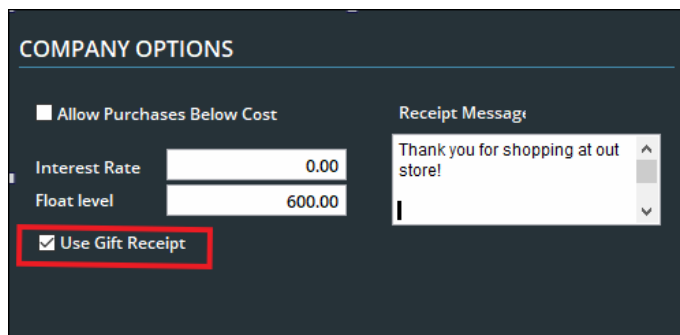 COMPANY OPTIONS
Allow Purchases Below Cost
Interest Rate 0.00
Float level 600.00
Use Gift Receipt
Receipt Message
Thank you for shopping at out
store!